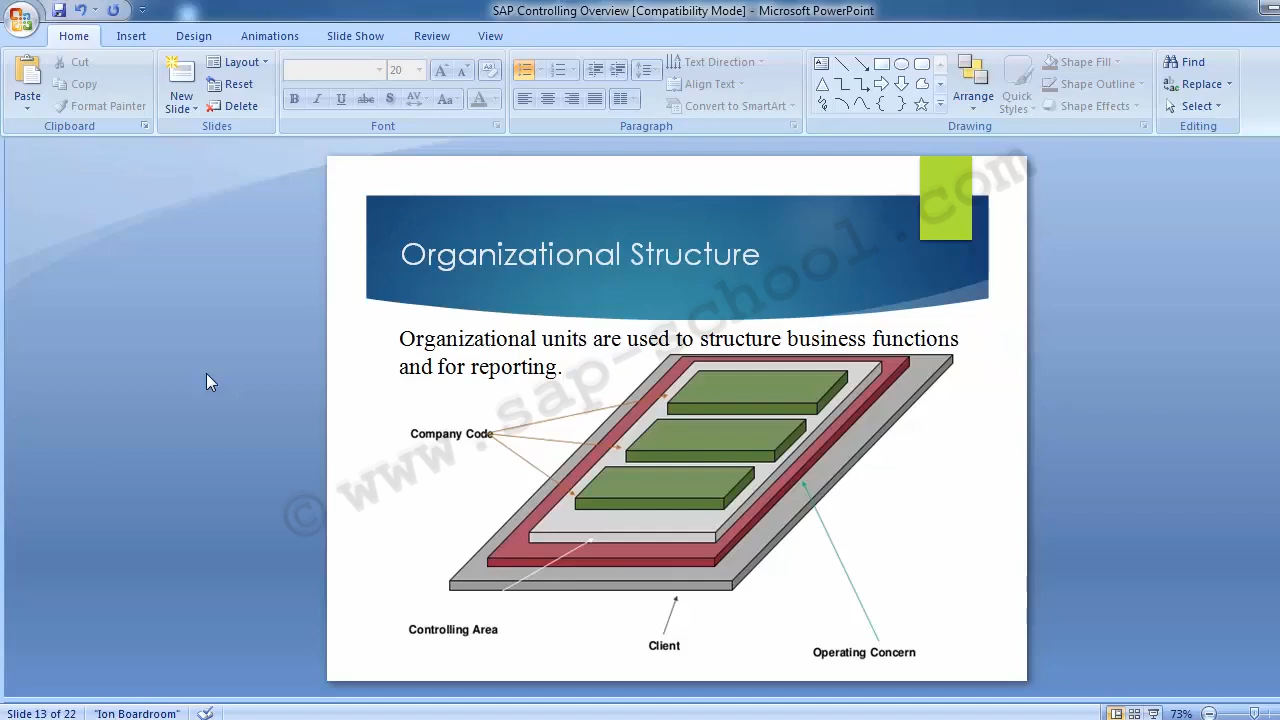 SAP Controlling Overview [Compatibility Mode] - Microsoft PowerPoint
Home Insert Design Animations Slide Show Review View
Paste
Cut
Copy
Format Painter
Clipboard
New
Slide
Layout
Reset
Delete
Slides
20
A A
B I U abe S AV Aa A
Font
Text Direction
Align Text
Convert to SmartArt
Paragraph
Arrange
Quick
Styles
Shape Fill
Shape Outline
Shape Effects
Drawing
Find
Replace
Select
Editing
Organizational Structure
Organizational units are used to structure business functions
and for reporting.
Company Code
Controlling Area
Client
Operating Concern
© www.sap-school.com
Slide 13 of 22 "Ion Boardroom" 73%